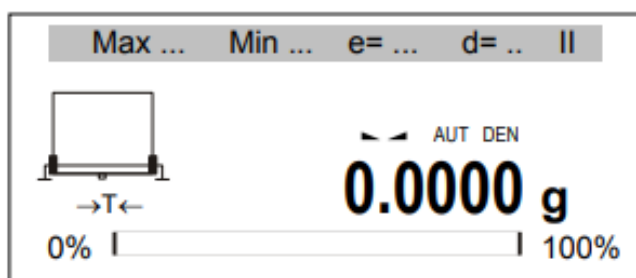 Max ... Min ... e= ... d= .. II
AUT DEN
→T← 0.0000 g
0% 100%